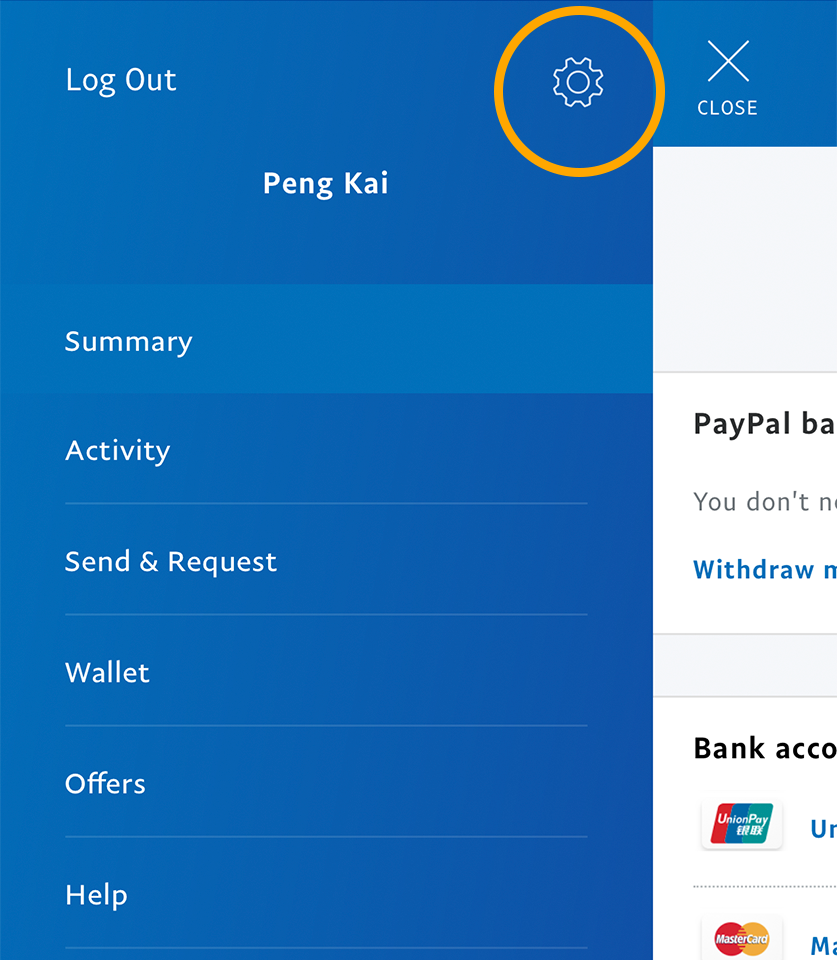 Log Out
CLOSE
Peng Kai
Summary
Activity
Send & Request
Wallet
Offers
Help
PayPal ba
You don't n
Withdraw
Bank acco
UnionPay
银联
Un
MasterCard
Ma